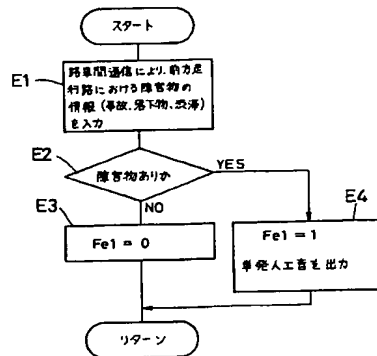 スタート
E1
路車間通信により、前方走
行路における障害物の
情報（事故、落下物、渋滞）
を入力
E2
障害物ありか
YES
NO
E3
Fe1 = 0
E4
Fe1 = 1
単発人工音を出力
リターン